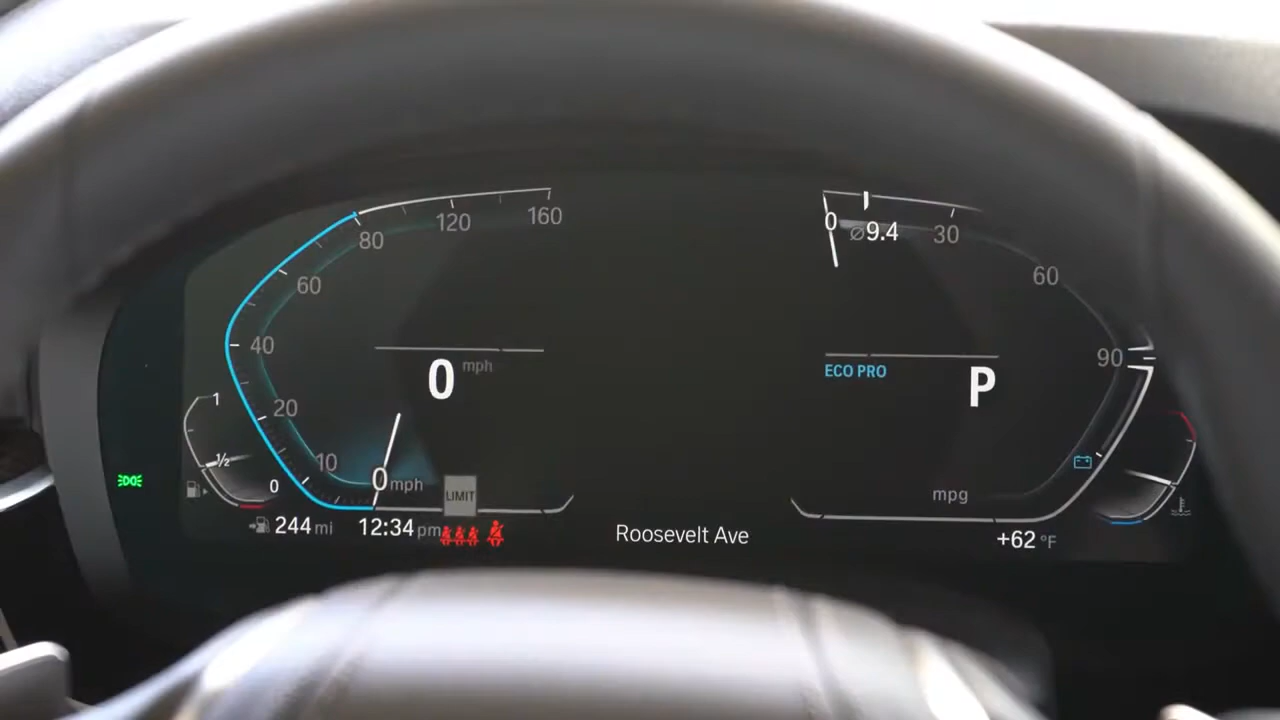 160
120
80
60
40
20
10
0 mph
0 mph
1
½
0
244 mi
12:34 pm
LIMIT
Roosevelt Ave
0
⌀9.4
30
60
90
ECO PRO
P
mpg
+62 °F